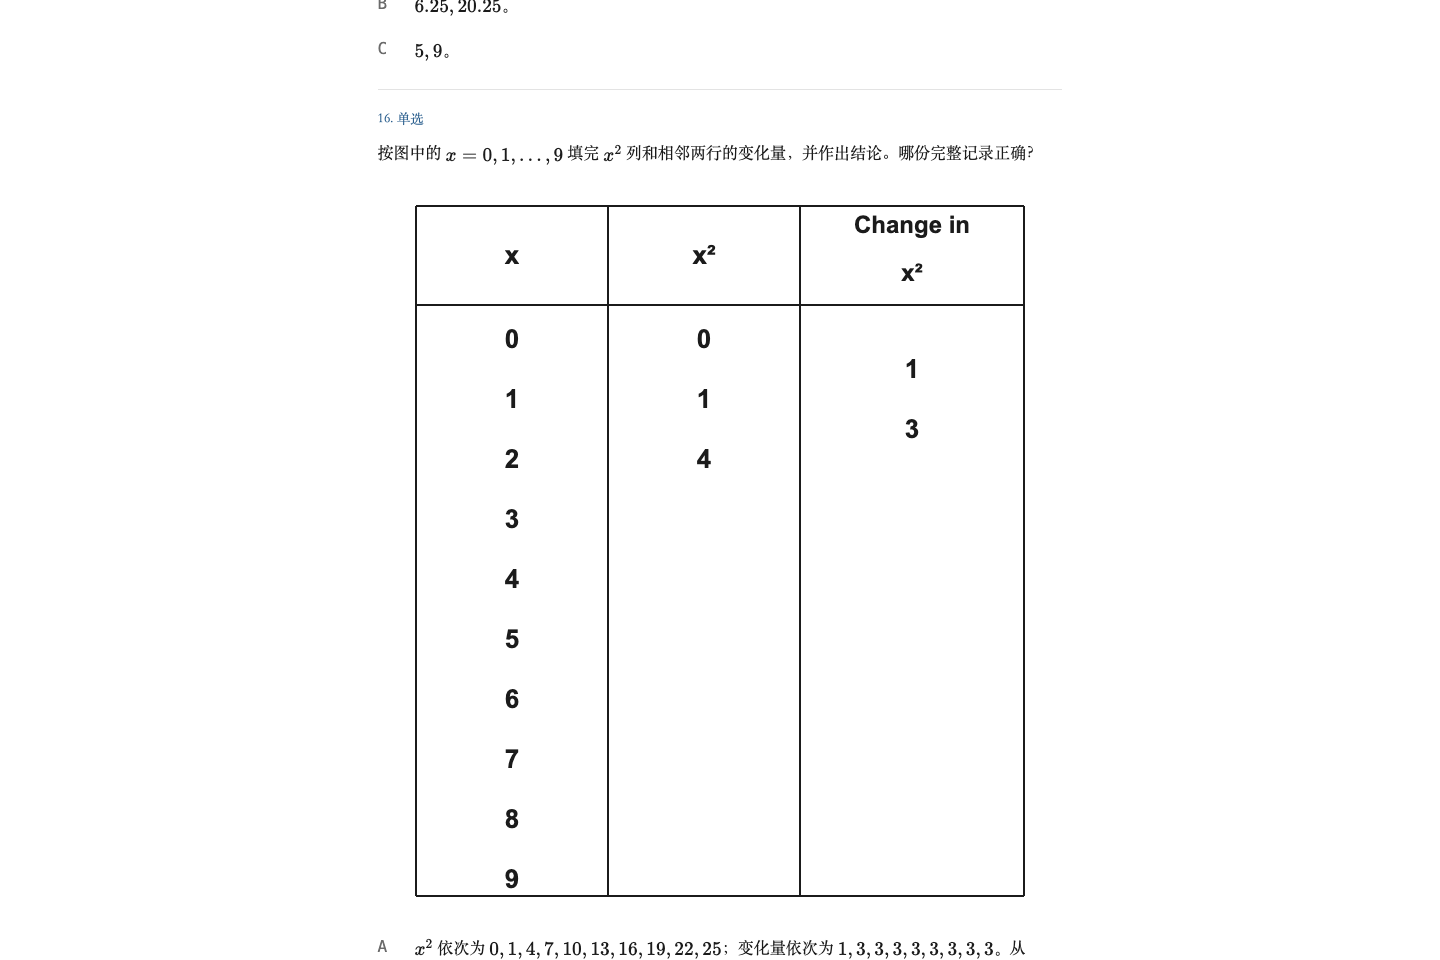 B 6.25, 20.25。
C 5, 9。
16. 单选
按图中的 x = 0, 1, . . . , 9 填完 x² 列和相邻两行的变化量，并作出结论。哪份完整记录正确?
x x² Change in x²
0 0
1
1 1
3
2 4
3
4
5
6
7
8
9
A x² 依次为 0, 1, 4, 7, 10, 13, 16, 19, 22, 25；变化量依次为 1, 3, 3, 3, 3, 3, 3, 3, 3。从